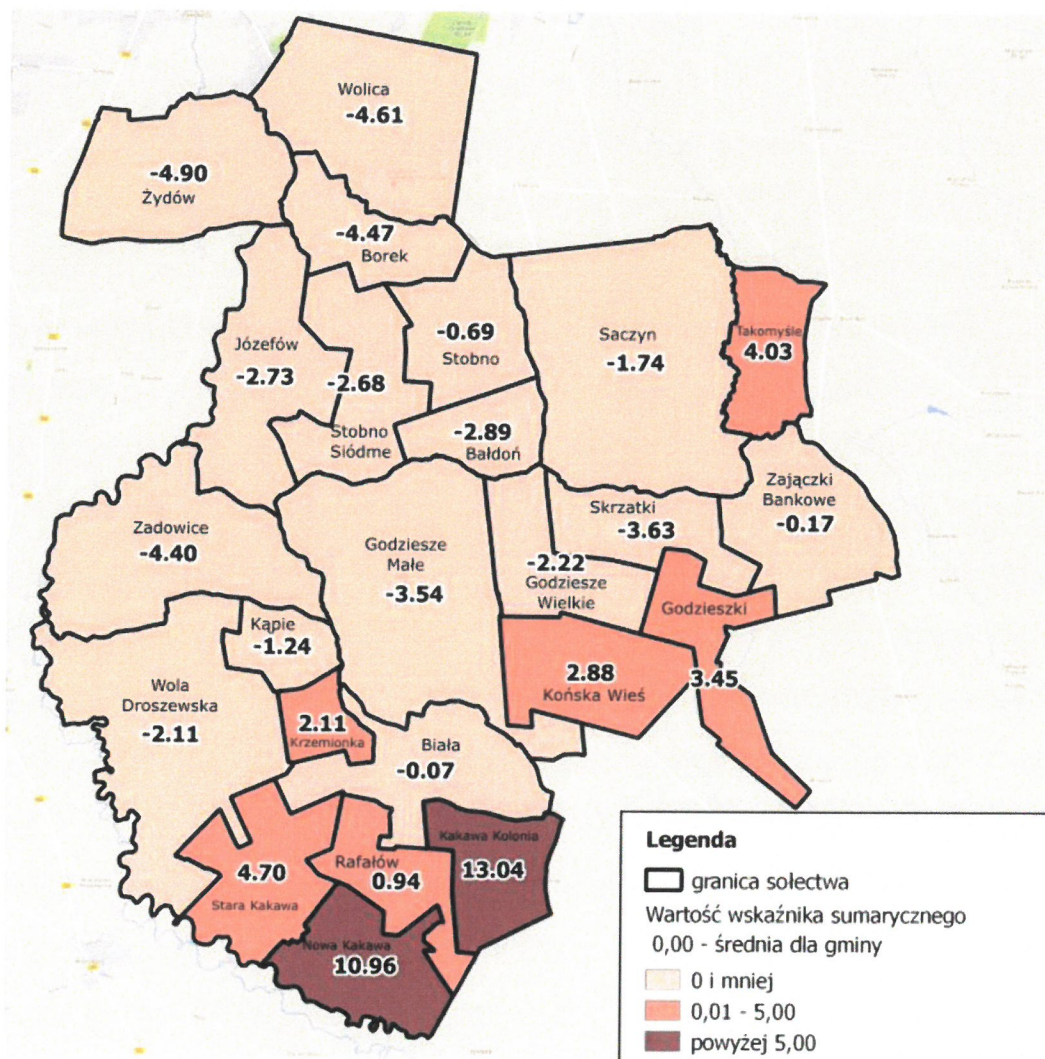 Wolica
-4.61
-4.90
Żydów
-4.47
Borek
-0.69
Stobno
Saczyn
-1.74
Takomyśle
4.03
Józefów
-2.73
-2.68
Stobno
Siódme
-2.89
Bałdoń
Zajączki
Bankowe
-0.17
Skrzatki
-3.63
Zadowice
-4.40
Godziesze
Małe
-3.54
-2.22
Godziesze
Wielkie
Godzieszki
3.45
Kąpie
-1.24
2.88
Końska Wieś
Wola
Droszewska
-2.11
2.11
Krzemionka
Biała
-0.07
Kakawa Kolonia
13.04
4.70
Stara Kakawa
Rafałów
0.94
Nowa Kakawa
10.96
Legenda
granica sołectwa
Wartość wskaźnika sumarycznego
0,00 - średnia dla gminy
0 i mniej
0,01 - 5,00
powyżej 5,00